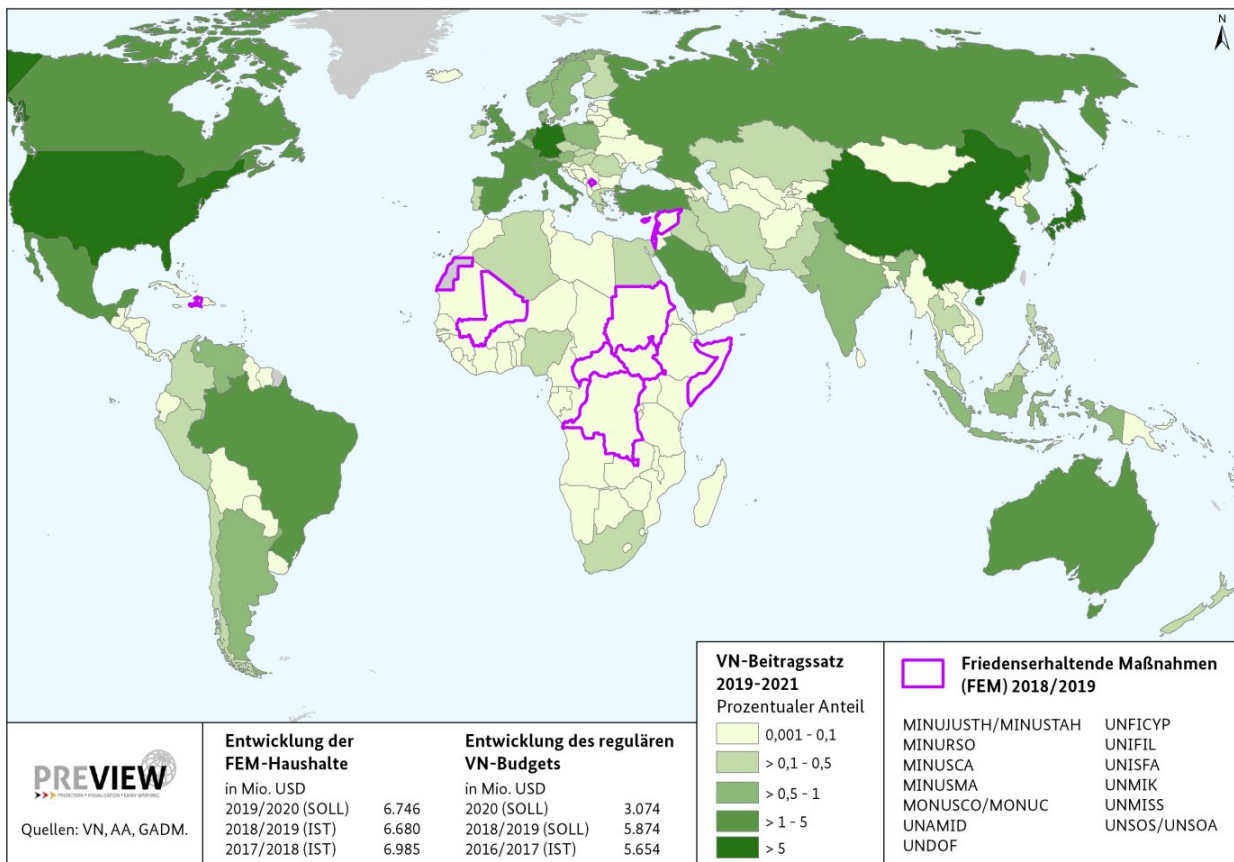 N
PREVIEW
PREDICTION | VISUALISATION | EARLY WARNING
Quellen: VN, AA, GADM.
Entwicklung der
FEM-Haushalte
in Mio. USD
2019/2020 (SOLL) 6.746
2018/2019 (IST) 6.680
2017/2018 (IST) 6.985
Entwicklung des regulären
VN-Budgets
in Mio. USD
2020 (SOLL) 3.074
2018/2019 (SOLL) 5.874
2016/2017 (IST) 5.654
VN-Beitragssatz
2019-2021
Prozentualer Anteil
0,001 - 0,1
> 0,1 - 0,5
> 0,5 - 1
> 1 - 5
> 5
Friedenserhaltende Maßnahmen
(FEM) 2018/2019
MINUJUSTH/MINUSTAH
MINURSO
MINUSCA
MINUSMA
MONUSCO/MONUC
UNAMID
UNDOF
UNFICYP
UNIFIL
UNISFA
UNMIK
UNMISS
UNSOS/UNSOA